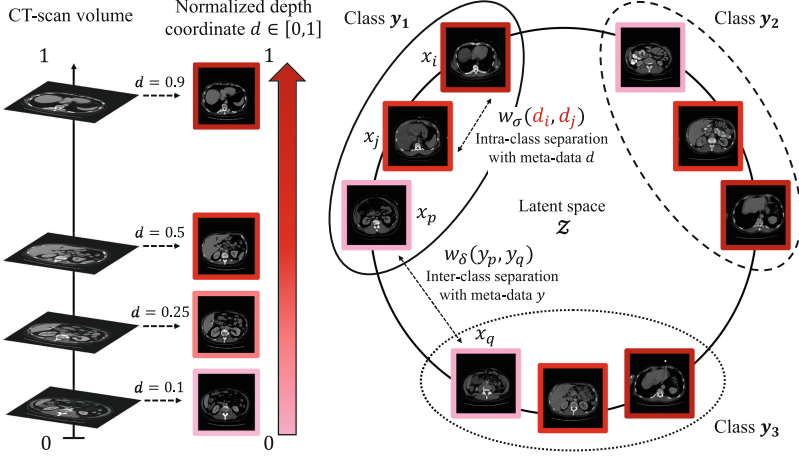 CT-scan volume
Normalized depth
coordinate d ∈ [0,1]
1
1
d = 0.9
d = 0.5
d = 0.25
d = 0.1
0
0
Class y₁
Class y₂
xᵢ
xⱼ
xₚ
w_σ(dᵢ, dⱼ)
Intra-class separation
with meta-data d
Latent space
𝒵
w_δ(yₚ, y_q)
Inter-class separation
with meta-data y
x_q
Class y₃